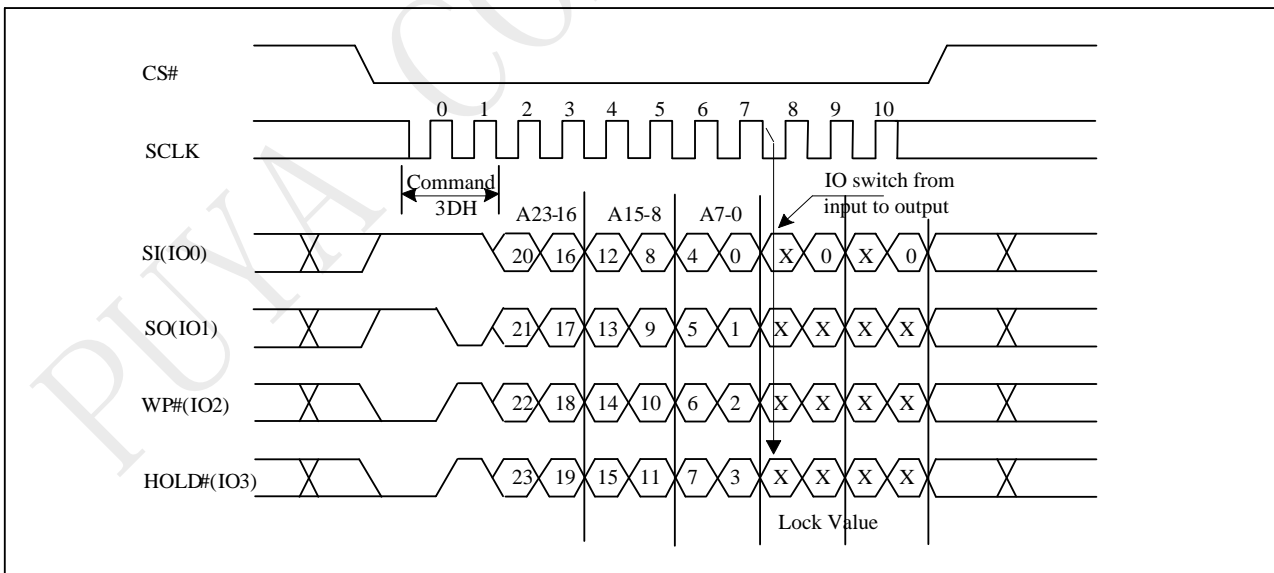 PUYA CO
CS#
0 1 2 3 4 5 6 7 8 9 10
SCLK
Command
3DH
IO switch from
input to output
A23-16 A15-8 A7-0
SI(IO0) 20 16 12 8 4 0 X 0 X 0
SO(IO1) 21 17 13 9 5 1 X X X X
WP#(IO2) 22 18 14 10 6 2 X X X X
HOLD#(IO3) 23 19 15 11 7 3 X X X X
Lock Value